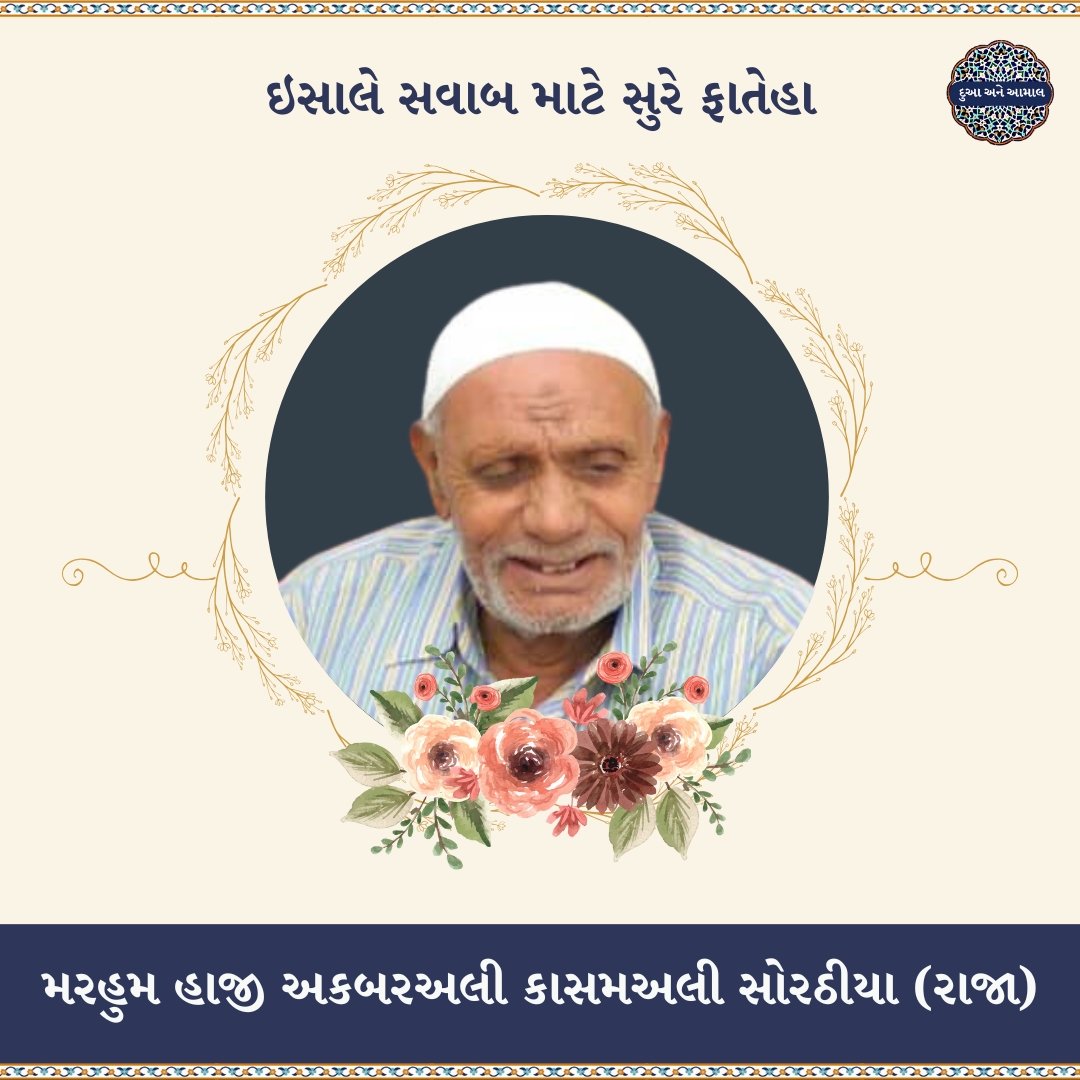 ઇસાલે સવાબ માટે સુરે ફાતેહા
દુઆ અને આમાલ
મરહુમ હાજી અકબરઅલી કાસમઅલી સોરઠીયા (રાજા)